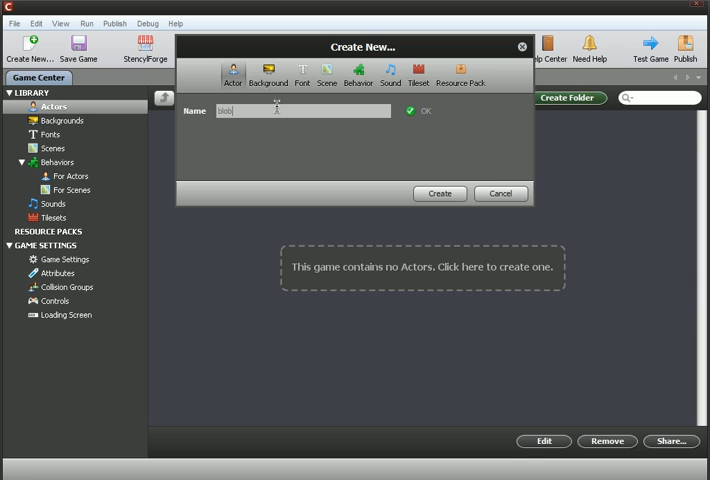 C
File Edit View Run Publish Debug Help
Create New... Save Game StencylForge Help Center Need Help Test Game Publish
Create New...
Actor Background Font Scene Behavior Sound Tileset Resource Pack
Game Center
LIBRARY
Create Folder
Actors
Name blob OK
Backgrounds
Fonts
Scenes
Behaviors
For Actors
For Scenes
Create Cancel
Sounds
Tilesets
RESOURCE PACKS
GAME SETTINGS
Game Settings
This game contains no Actors. Click here to create one.
Attributes
Collision Groups
Controls
Loading Screen
Edit Remove Share...